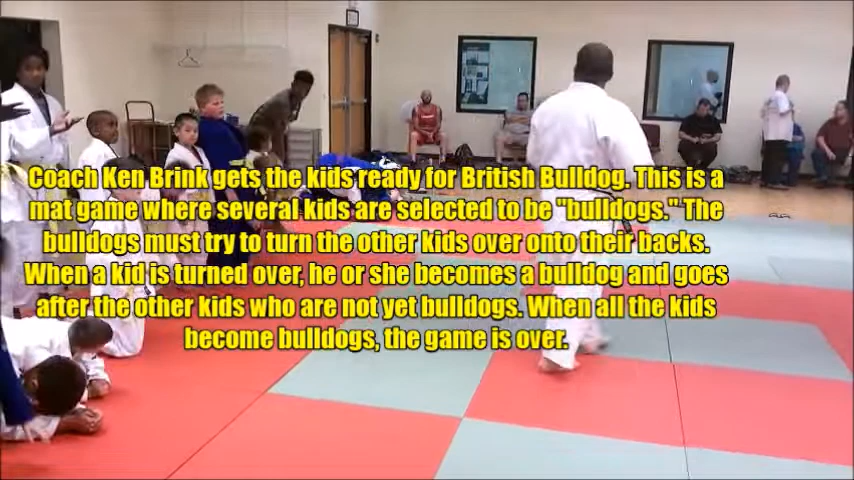 Coach Ken Brink gets the kids ready for British Bulldog. This is a
mat game where several kids are selected to be "bulldogs." The
bulldogs must try to turn the other kids over onto their backs.
When a kid is turned over, he or she becomes a bulldog and goes
after the other kids who are not yet bulldogs. When all the kids
become bulldogs, the game is over.